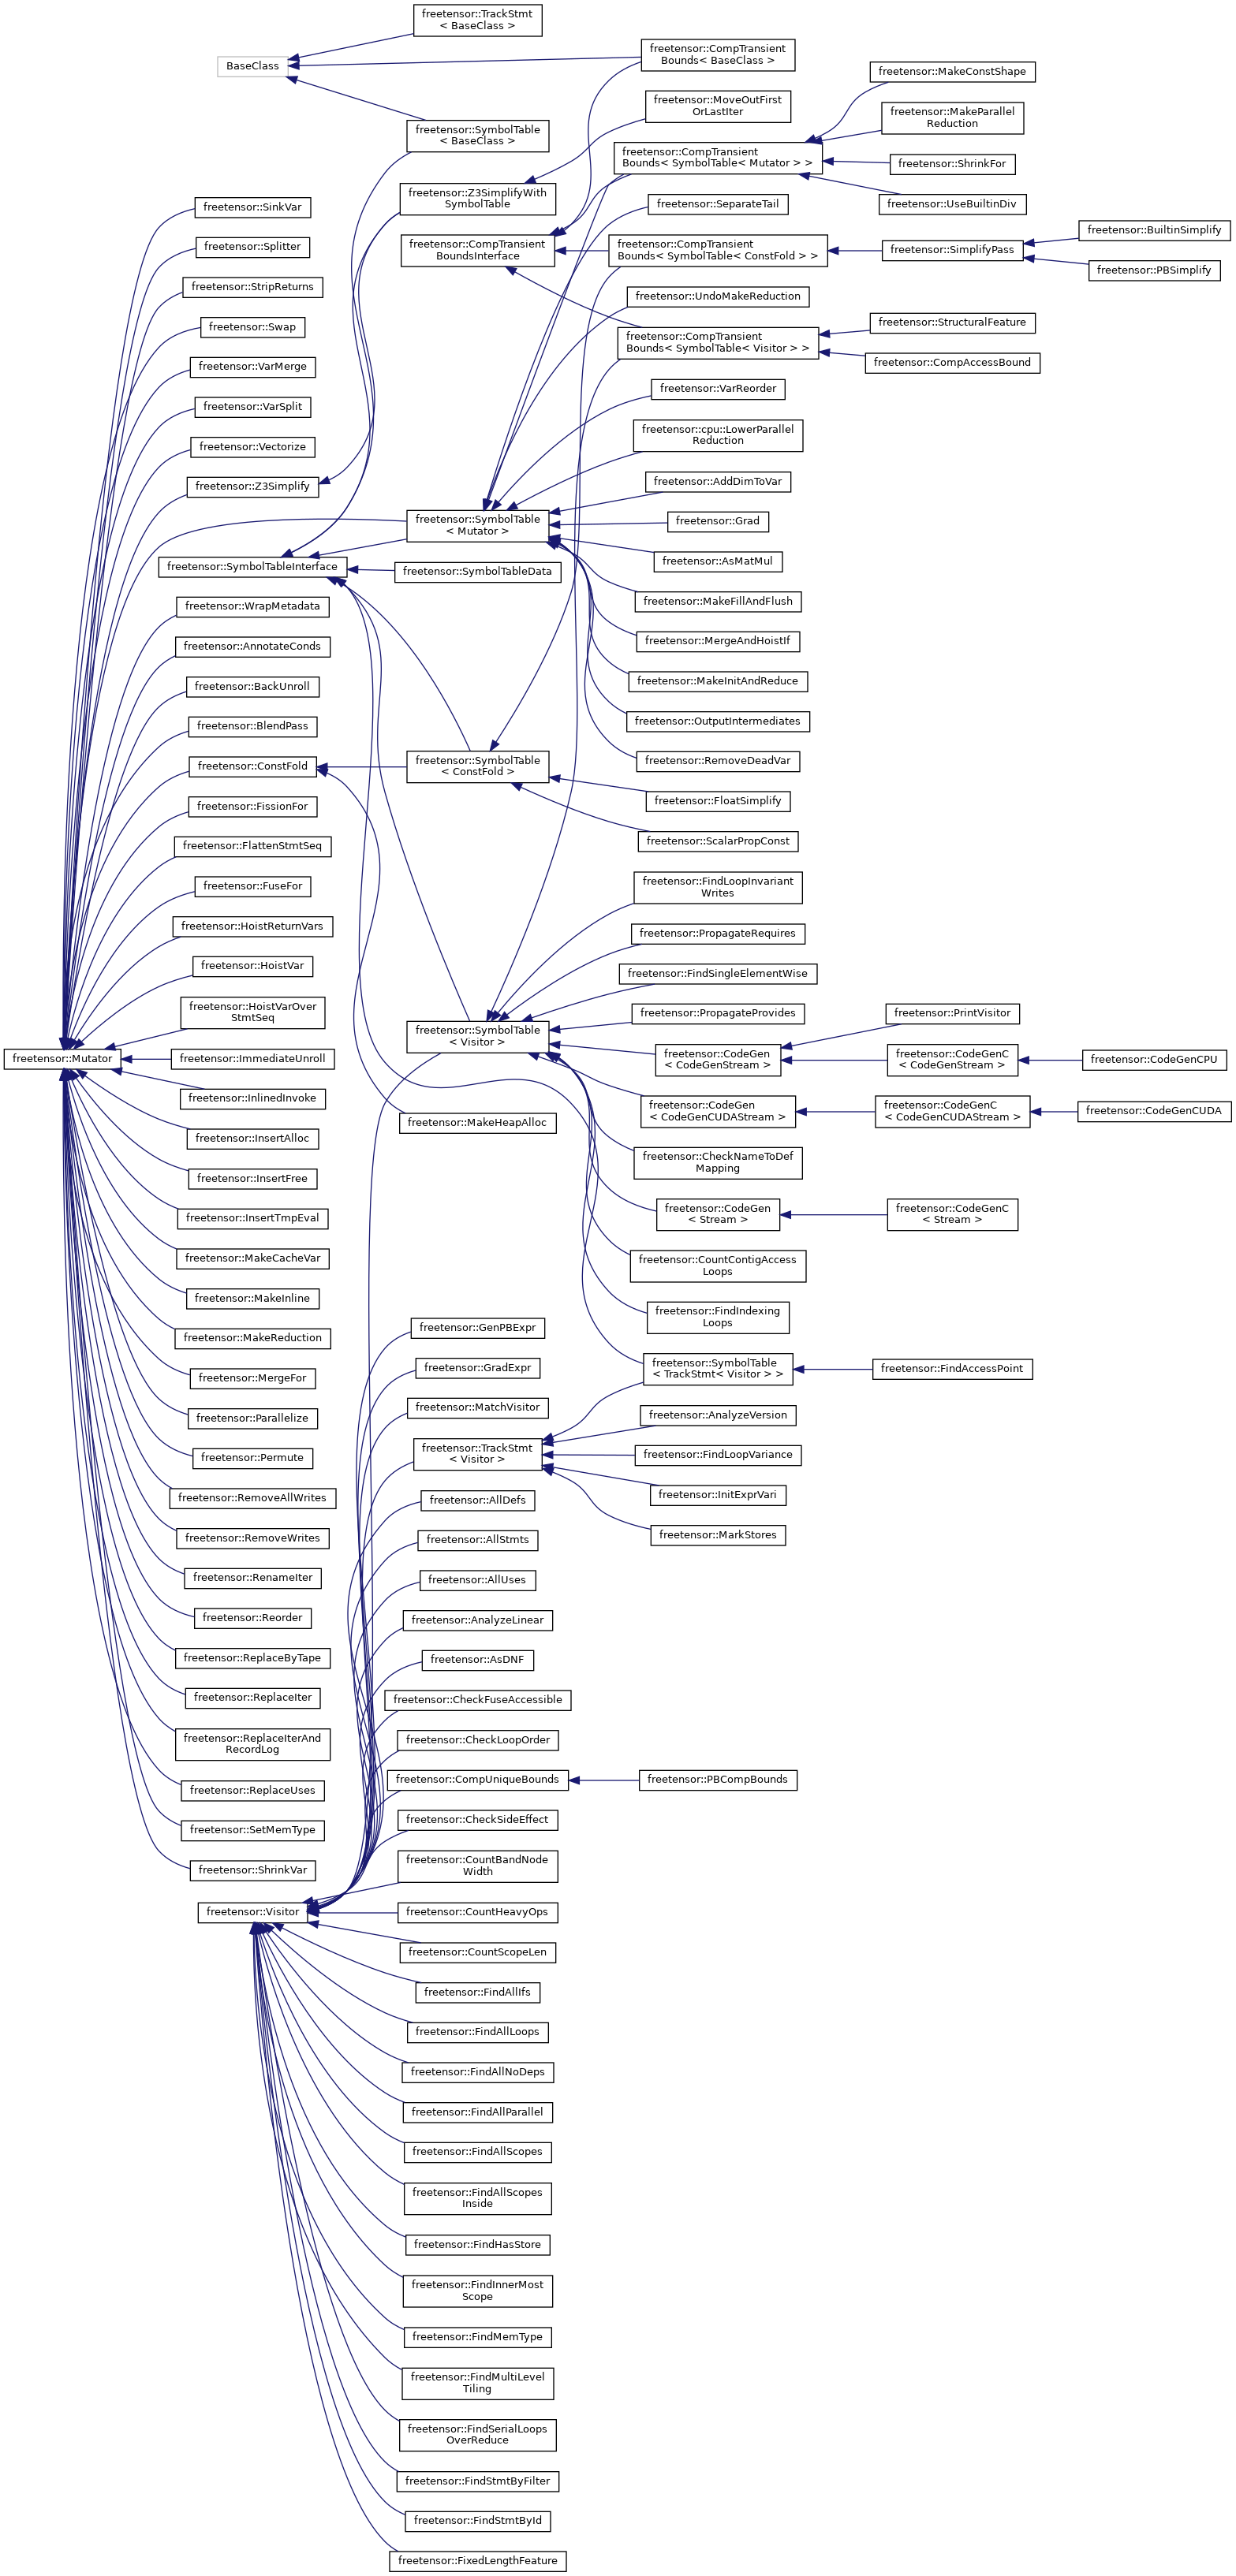 freetensor::TrackStmt
< BaseClass >
BaseClass
freetensor::CompTransient
Bounds< BaseClass >
freetensor::SymbolTable
< BaseClass >
freetensor::MoveOutFirst
OrLastIter
freetensor::MakeConstShape
freetensor::MakeParallel
Reduction
freetensor::CompTransient
Bounds< SymbolTable< Mutator > >
freetensor::ShrinkFor
freetensor::UseBuiltinDiv
freetensor::Z3SimplifyWith
SymbolTable
freetensor::SeparateTail
freetensor::SinkVar
freetensor::Splitter
freetensor::CompTransient
BoundsInterface
freetensor::CompTransient
Bounds< SymbolTable< ConstFold > >
freetensor::SimplifyPass
freetensor::BuiltinSimplify
freetensor::PBSimplify
freetensor::StripReturns
freetensor::UndoMakeReduction
freetensor::Swap
freetensor::CompTransient
Bounds< SymbolTable< Visitor > >
freetensor::StructuralFeature
freetensor::CompAccessBound
freetensor::VarMerge
freetensor::VarReorder
freetensor::VarSplit
freetensor::cpu::LowerParallel
Reduction
freetensor::Vectorize
freetensor::Z3Simplify
freetensor::AddDimToVar
freetensor::SymbolTable
< Mutator >
freetensor::Grad
freetensor::AsMatMul
freetensor::SymbolTableInterface
freetensor::SymbolTableData
freetensor::MakeFillAndFlush
freetensor::WrapMetadata
freetensor::MergeAndHoistIf
freetensor::AnnotateConds
freetensor::MakeInitAndReduce
freetensor::BackUnroll
freetensor::OutputIntermediates
freetensor::BlendPass
freetensor::RemoveDeadVar
freetensor::ConstFold
freetensor::SymbolTable
< ConstFold >
freetensor::FloatSimplify
freetensor::FissionFor
freetensor::ScalarPropConst
freetensor::FlattenStmtSeq
freetensor::FuseFor
freetensor::FindLoopInvariant
Writes
freetensor::HoistReturnVars
freetensor::PropagateRequires
freetensor::HoistVar
freetensor::FindSingleElementWise
freetensor::HoistVarOver
StmtSeq
freetensor::PropagateProvides
freetensor::PrintVisitor
freetensor::SymbolTable
< Visitor >
freetensor::Mutator
freetensor::ImmediateUnroll
freetensor::CodeGen
< CodeGenStream >
freetensor::CodeGenC
< CodeGenStream >
freetensor::CodeGenCPU
freetensor::InlinedInvoke
freetensor::CodeGen
< CodeGenCUDAStream >
freetensor::CodeGenC
< CodeGenCUDAStream >
freetensor::CodeGenCUDA
freetensor::MakeHeapAlloc
freetensor::InsertAlloc
freetensor::CheckNameToDef
Mapping
freetensor::InsertFree
freetensor::InsertTmpEval
freetensor::CodeGen
< Stream >
freetensor::CodeGenC
< Stream >
freetensor::MakeCacheVar
freetensor::CountContigAccess
Loops
freetensor::MakeInline
freetensor::FindIndexing
Loops
freetensor::MakeReduction
freetensor::GenPBExpr
freetensor::MergeFor
freetensor::GradExpr
freetensor::SymbolTable
< TrackStmt< Visitor > >
freetensor::FindAccessPoint
freetensor::Parallelize
freetensor::MatchVisitor
freetensor::AnalyzeVersion
freetensor::Permute
freetensor::TrackStmt
< Visitor >
freetensor::FindLoopVariance
freetensor::RemoveAllWrites
freetensor::AllDefs
freetensor::InitExprVari
freetensor::RemoveWrites
freetensor::AllStmts
freetensor::MarkStores
freetensor::RenameIter
freetensor::AllUses
freetensor::Reorder
freetensor::AnalyzeLinear
freetensor::ReplaceByTape
freetensor::AsDNF
freetensor::ReplaceIter
freetensor::CheckFuseAccessible
freetensor::ReplaceIterAnd
RecordLog
freetensor::CheckLoopOrder
freetensor::ReplaceUses
freetensor::CompUniqueBounds
freetensor::PBCompBounds
freetensor::SetMemType
freetensor::CheckSideEffect
freetensor::ShrinkVar
freetensor::CountBandNode
Width
freetensor::Visitor
freetensor::CountHeavyOps
freetensor::CountScopeLen
freetensor::FindAllIfs
freetensor::FindAllLoops
freetensor::FindAllNoDeps
freetensor::FindAllParallel
freetensor::FindAllScopes
freetensor::FindAllScopes
Inside
freetensor::FindHasStore
freetensor::FindInnerMost
Scope
freetensor::FindMemType
freetensor::FindMultiLevel
Tiling
freetensor::FindSerialLoops
OverReduce
freetensor::FindStmtByFilter
freetensor::FindStmtById
freetensor::FixedLengthFeature